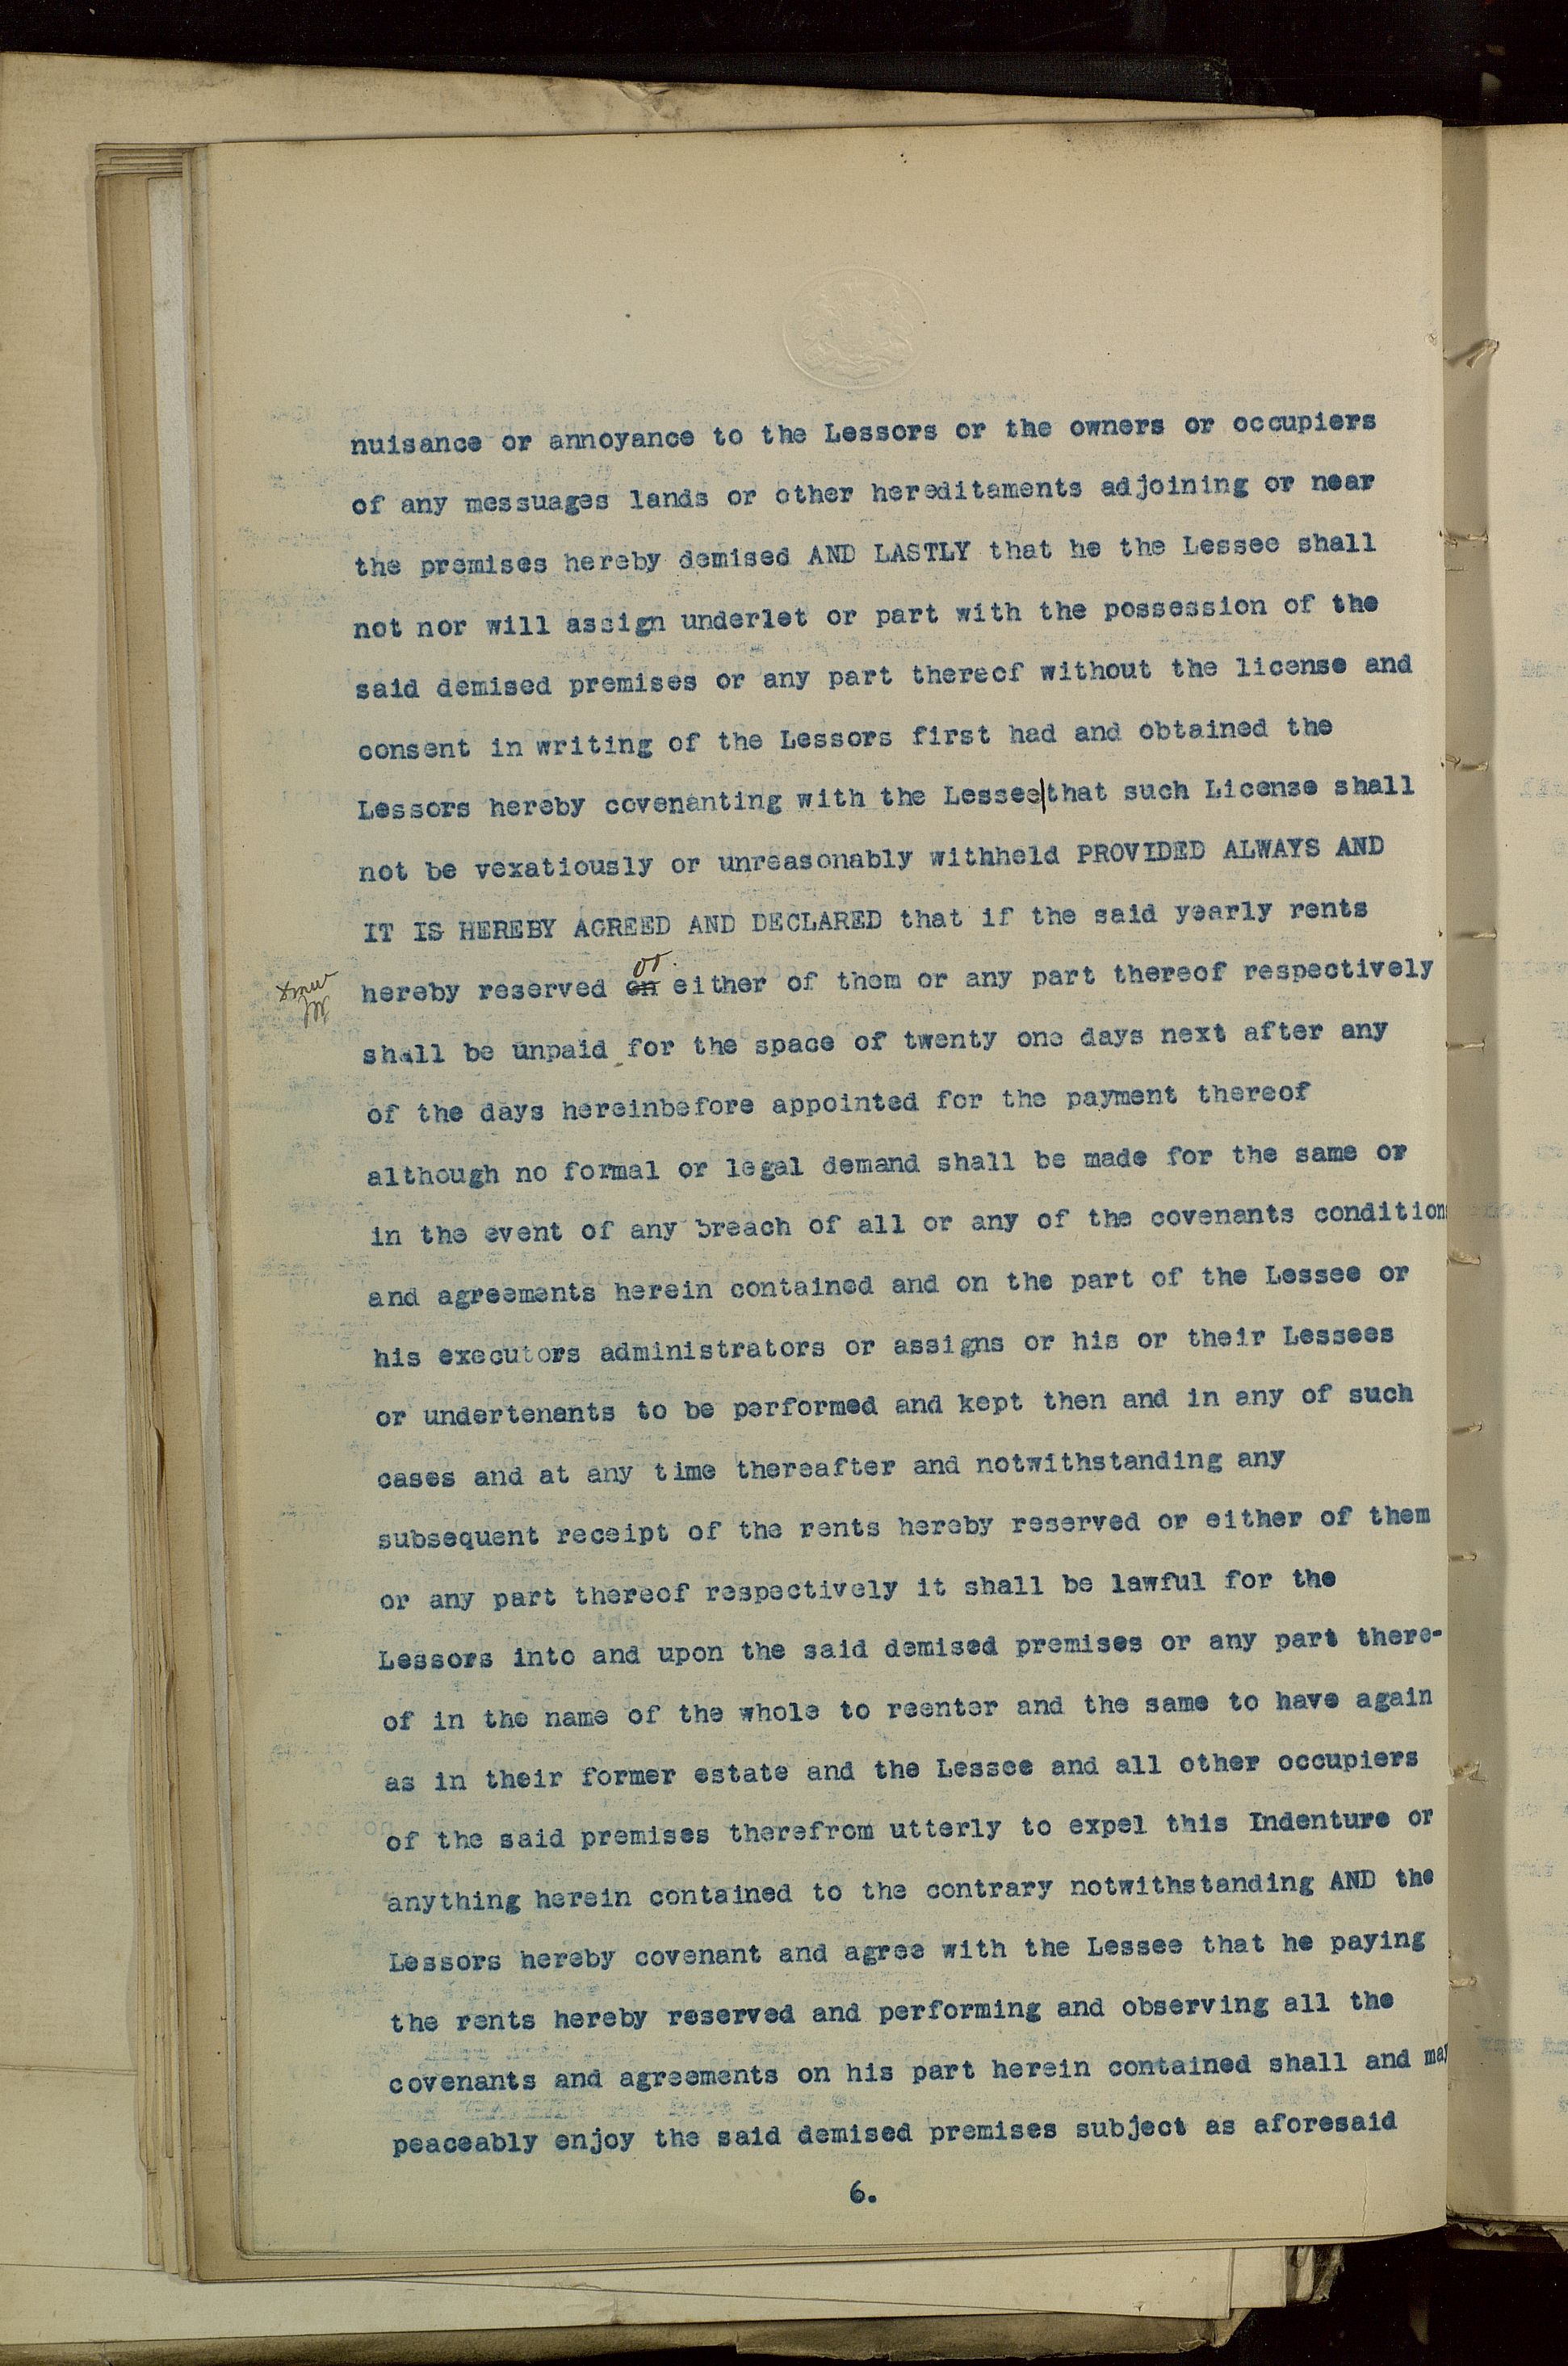 nuisance or annoyance to the Lessors or the owners or occupiers
of any messuages lands or other hereditaments adjoining or near
the premises hereby demised AND LASTLY that he the Lessee shall
not nor will assign underlet or part with the possession of the
said demised premises or any part thereof without the license and
consent in writing of the Lessors first had and obtained the
Lessors hereby covenanting with the Lessee|that such License shall
not be vexatiously or unreasonably withheld PROVIDED ALWAYS AND
IT IS HEREBY AGREED AND DECLARED that if the said yearly rents
or
hereby reserved on either of them or any part thereof respectively
shall be unpaid for the space of twenty one days next after any
of the days hereinbefore appointed for the payment thereof
although no formal or legal demand shall be made for the same or
in the event of any breach of all or any of the covenants condition
and agreements herein contained and on the part of the Lessee or
his executors administrators or assigns or his or their Lessees
or undertenants to be performed and kept then and in any of such
cases and at any time thereafter and notwithstanding any
subsequent receipt of the rents hereby reserved or either of them
or any part thereof respectively it shall be lawful for the
Lessors into and upon the said demised premises or any part there-
of in the name of the whole to reenter and the same to have again
as in their former estate and the Lessee and all other occupiers
of the said premises therefrom utterly to expel this Indenture or
anything herein contained to the contrary notwithstanding AND the
Lessors hereby covenant and agree with the Lessee that he paying
the rents hereby reserved and performing and observing all the
covenants and agreements on his part herein contained shall and may
peaceably enjoy the said demised premises subject as aforesaid
6.